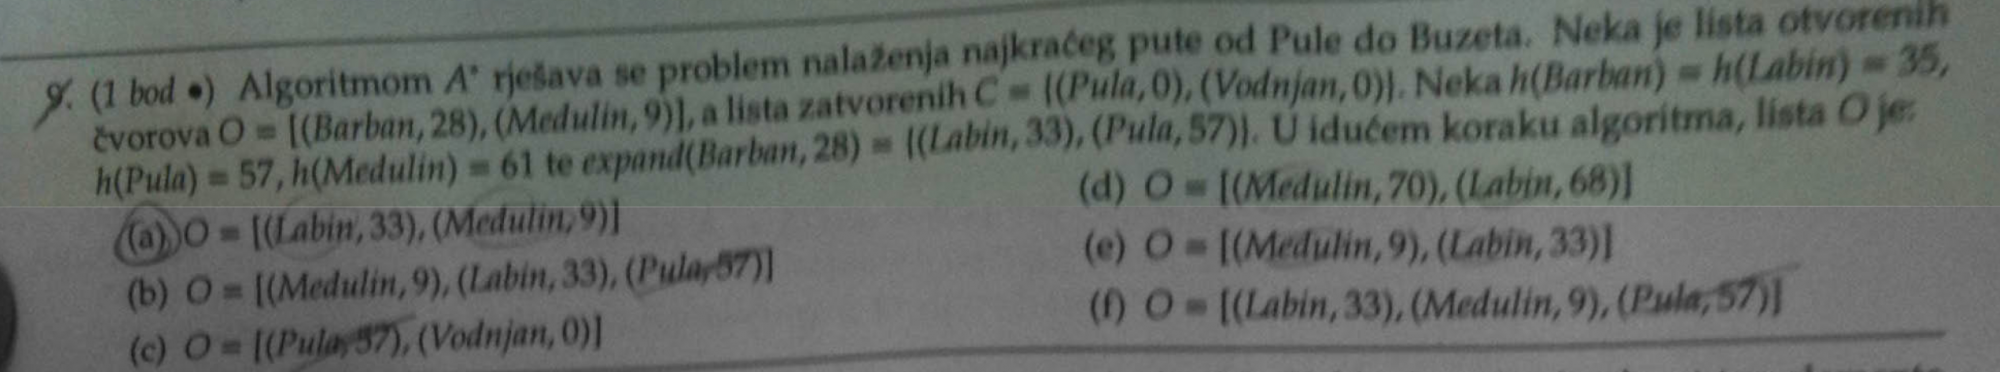 9. (1 bod •) Algoritmom A* rješava se problem nalaženja najkraćeg pute od Pule do Buzeta. Neka je lista otvorenih
čvorova O = [(Barban, 28), (Medulin, 9)], a lista zatvorenih C = {(Pula, 0), (Vodnjan, 0)}. Neka h(Barban) = h(Labin) = 35,
h(Pula) = 57, h(Medulin) = 61 te expand(Barban, 28) = {(Labin, 33), (Pula, 57)}. U idućem koraku algoritma, lista O je:
(a) O = [(Labin, 33), (Medulin, 9)]
(b) O = [(Medulin, 9), (Labin, 33), (Pula, 57)]
(c) O = [(Pula, 57), (Vodnjan, 0)]
(d) O = [(Medulin, 70), (Labin, 68)]
(e) O = [(Medulin, 9), (Labin, 33)]
(f) O = [(Labin, 33), (Medulin, 9), (Pula, 57)]